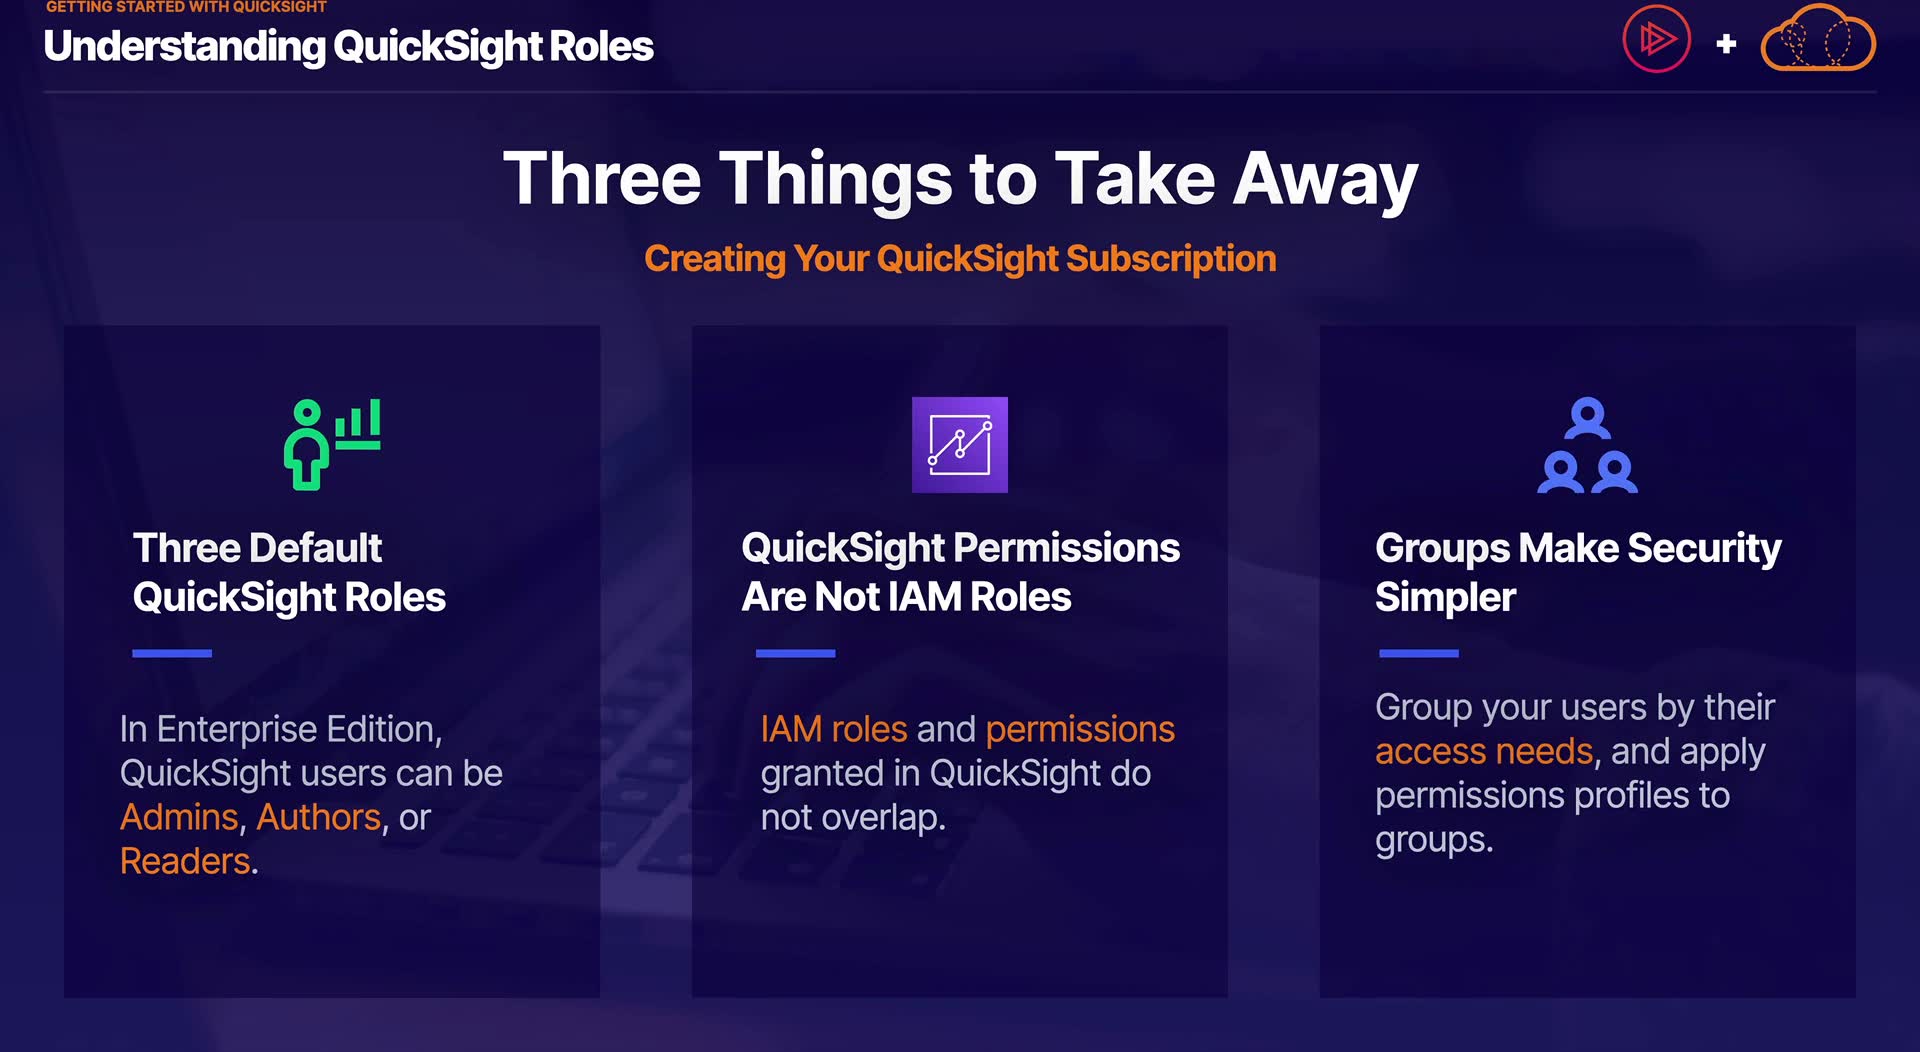 GETTING STARTED WITH QUICKSIGHT
Understanding QuickSight Roles
+
Three Things to Take Away
Creating Your QuickSight Subscription
Three Default
QuickSight Roles
In Enterprise Edition,
QuickSight users can be
Admins, Authors, or
Readers.
QuickSight Permissions
Are Not IAM Roles
IAM roles and permissions
granted in QuickSight do
not overlap.
Groups Make Security
Simpler
Group your users by their
access needs, and apply
permissions profiles to
groups.